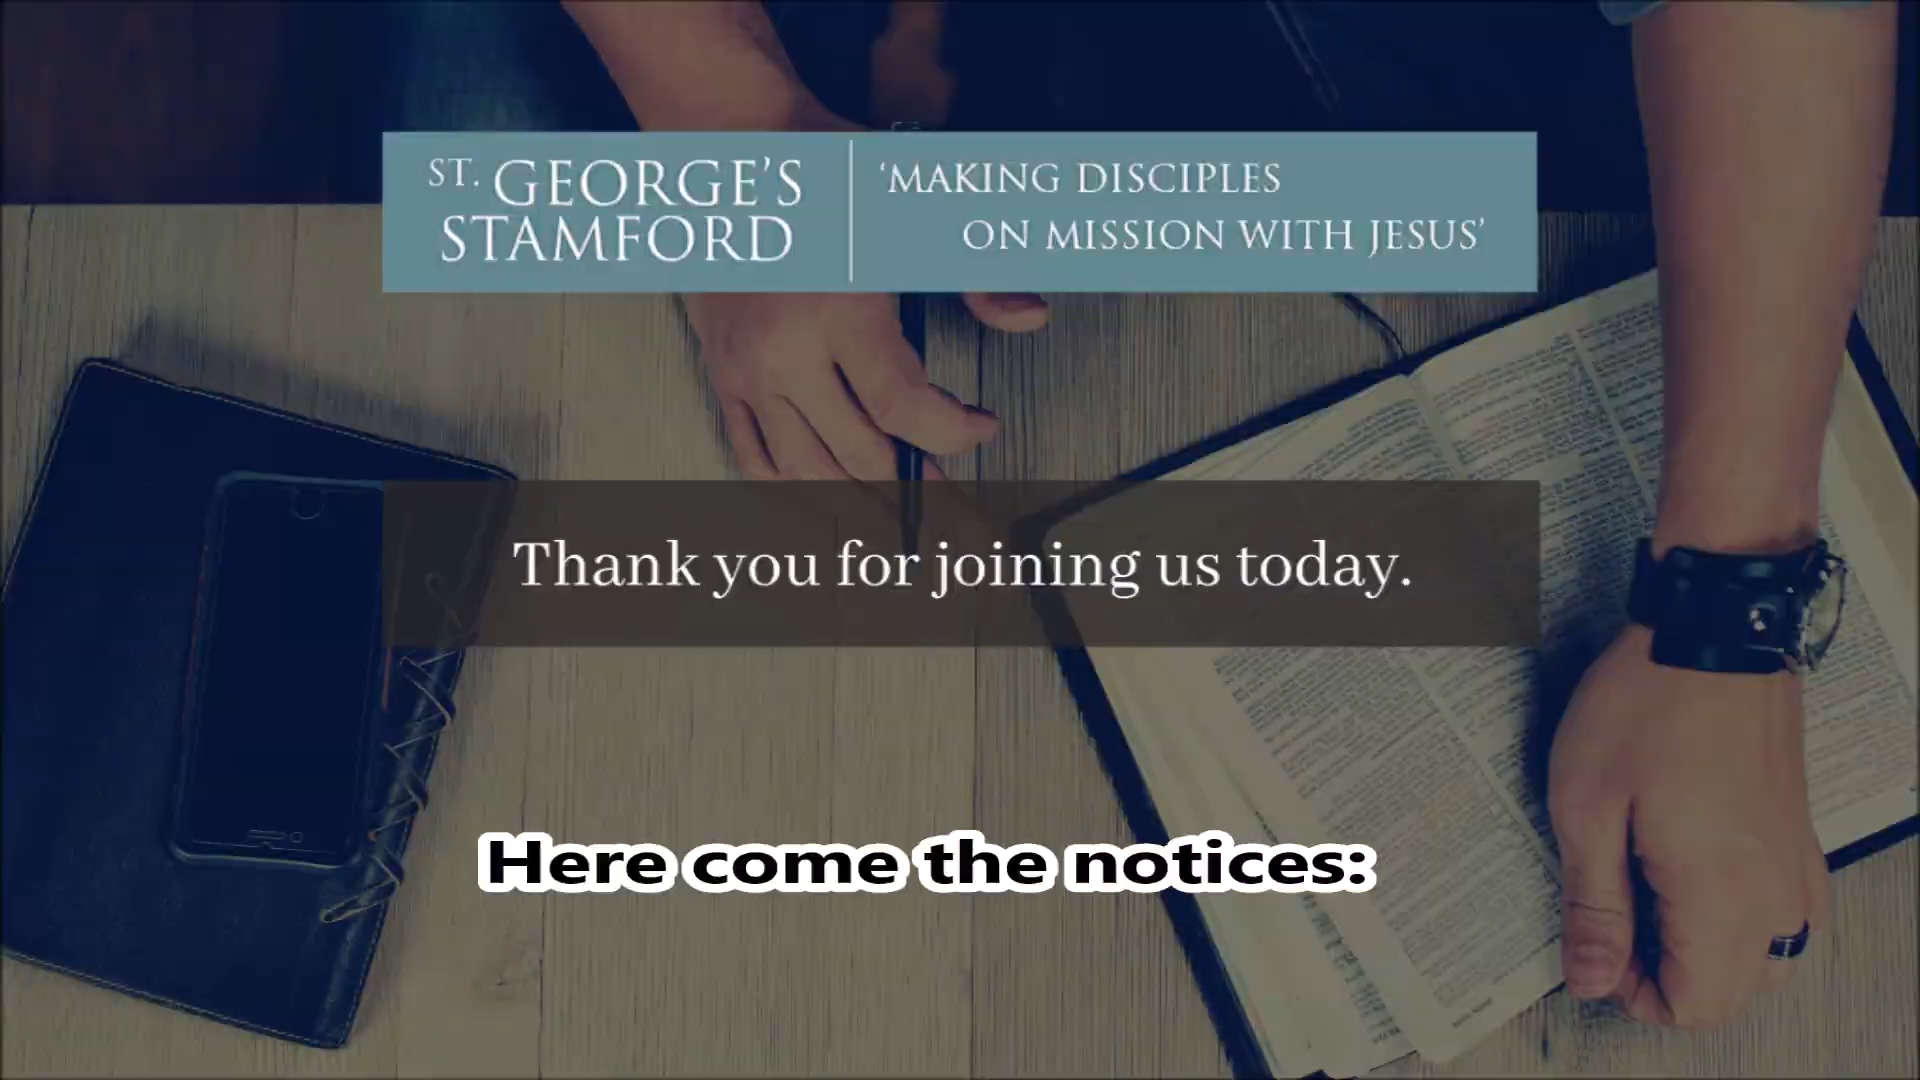 ST. GEORGE'S
STAMFORD
'MAKING DISCIPLES
ON MISSION WITH JESUS'
Thank you for joining us today.
Here come the notices: